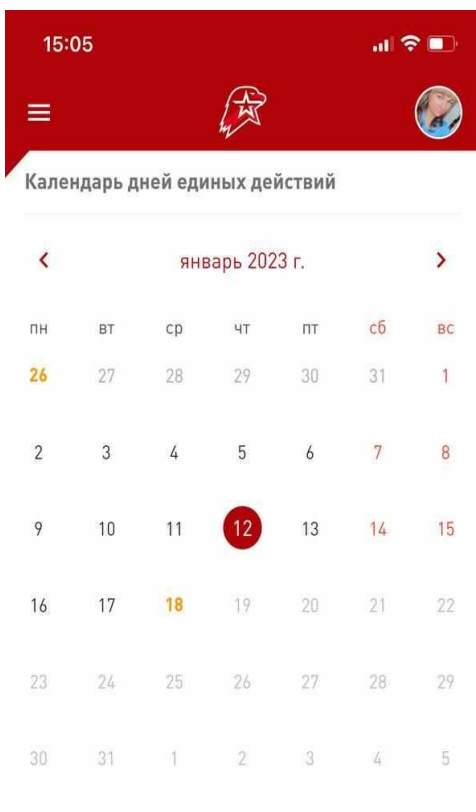 15:05
Календарь дней единых действий
январь 2023 г.
пн вт ср чт пт сб вс
26 27 28 29 30 31 1
2 3 4 5 6 7 8
9 10 11 12 13 14 15
16 17 18 19 20 21 22
23 24 25 26 27 28 29
30 31 1 2 3 4 5